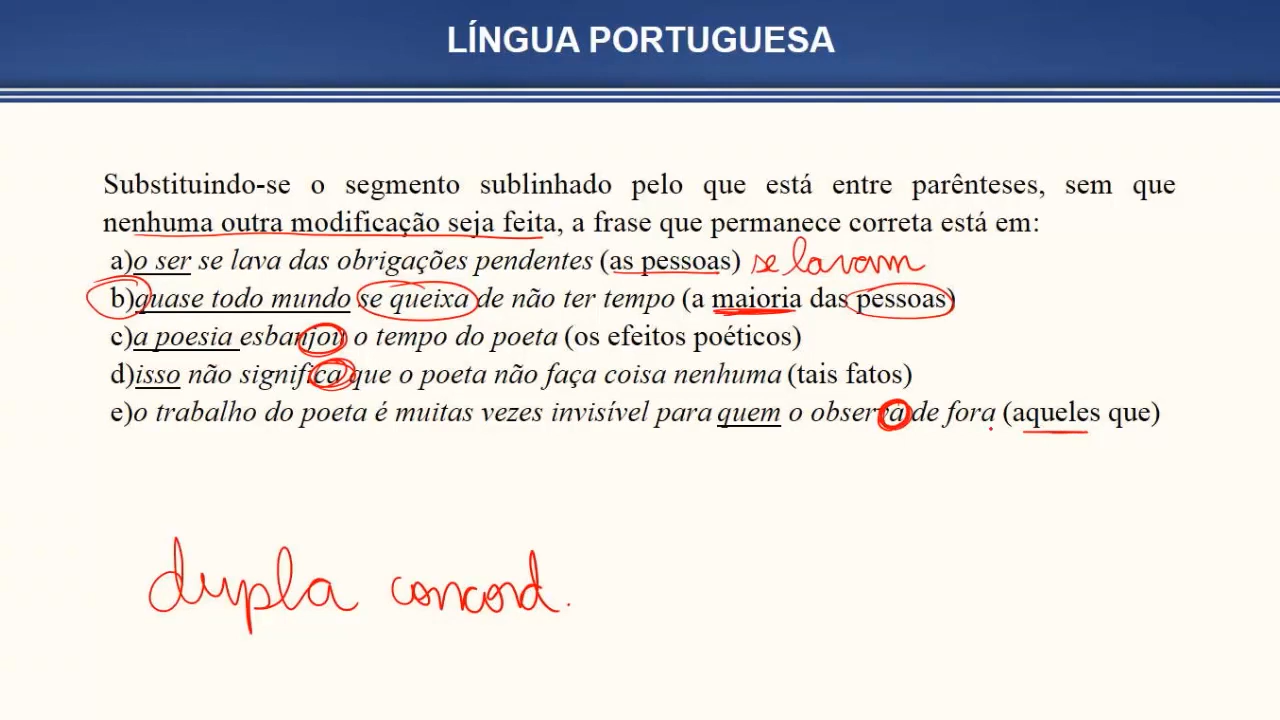 LÍNGUA PORTUGUESA
Substituindo-se o segmento sublinhado pelo que está entre parênteses, sem que
nenhuma outra modificação seja feita, a frase que permanece correta está em:
a)o ser se lava das obrigações pendentes (as pessoas) se lavam
b)quase todo mundo se queixa de não ter tempo (a maioria das pessoas)
c)a poesia esbanjou o tempo do poeta (os efeitos poéticos)
d)isso não significa que o poeta não faça coisa nenhuma (tais fatos)
e)o trabalho do poeta é muitas vezes invisível para quem o observa de fora (aqueles que)
dupla concord.